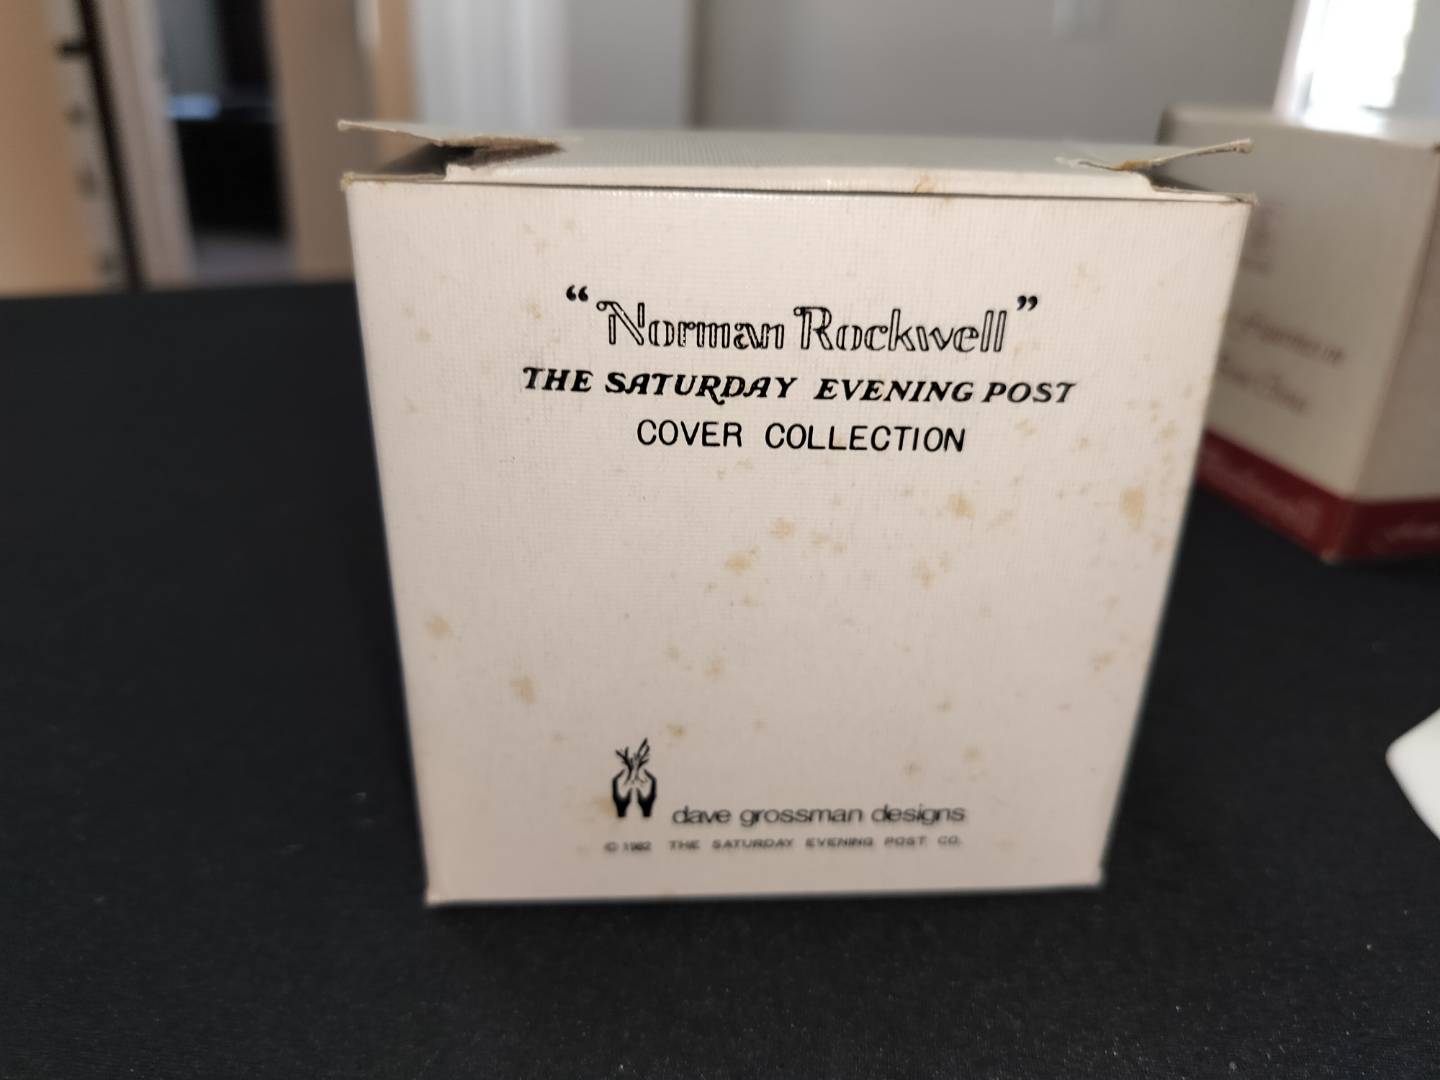 “Norman Rockwell”
THE SATURDAY EVENING POST
COVER COLLECTION
dave grossman designs
© 1982 THE SATURDAY EVENING POST CO.